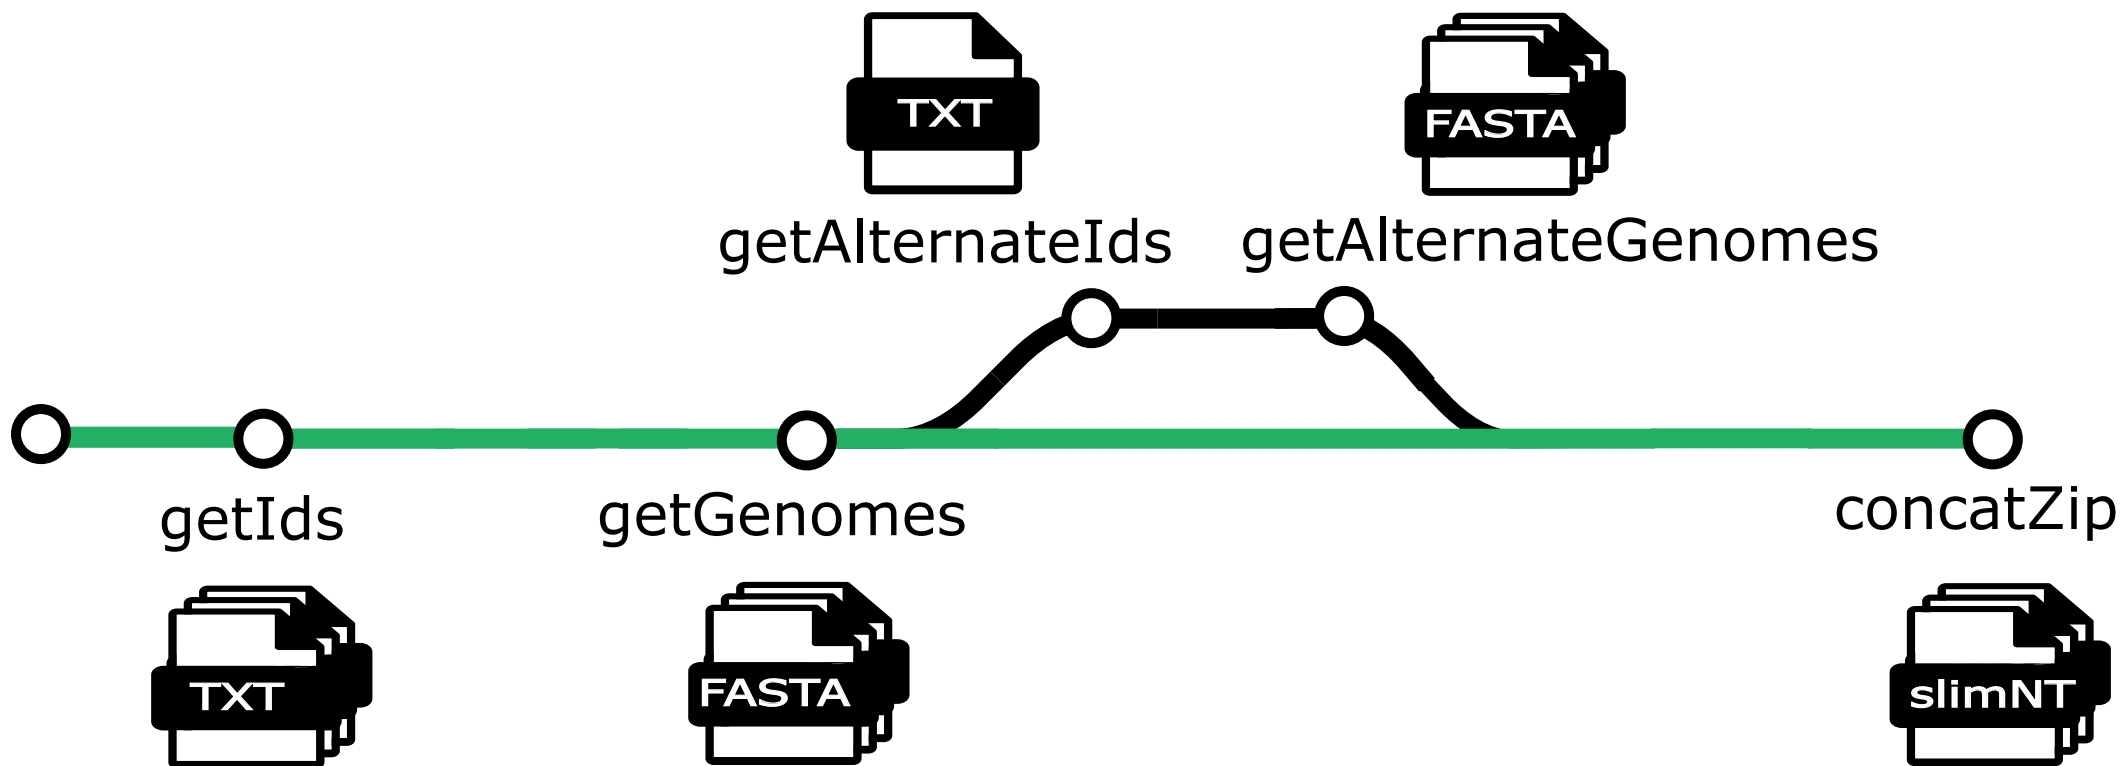 TXT
FASTA
getAlternateIds
getAlternateGenomes
getIds
getGenomes
concatZip
TXT
FASTA
slimNT